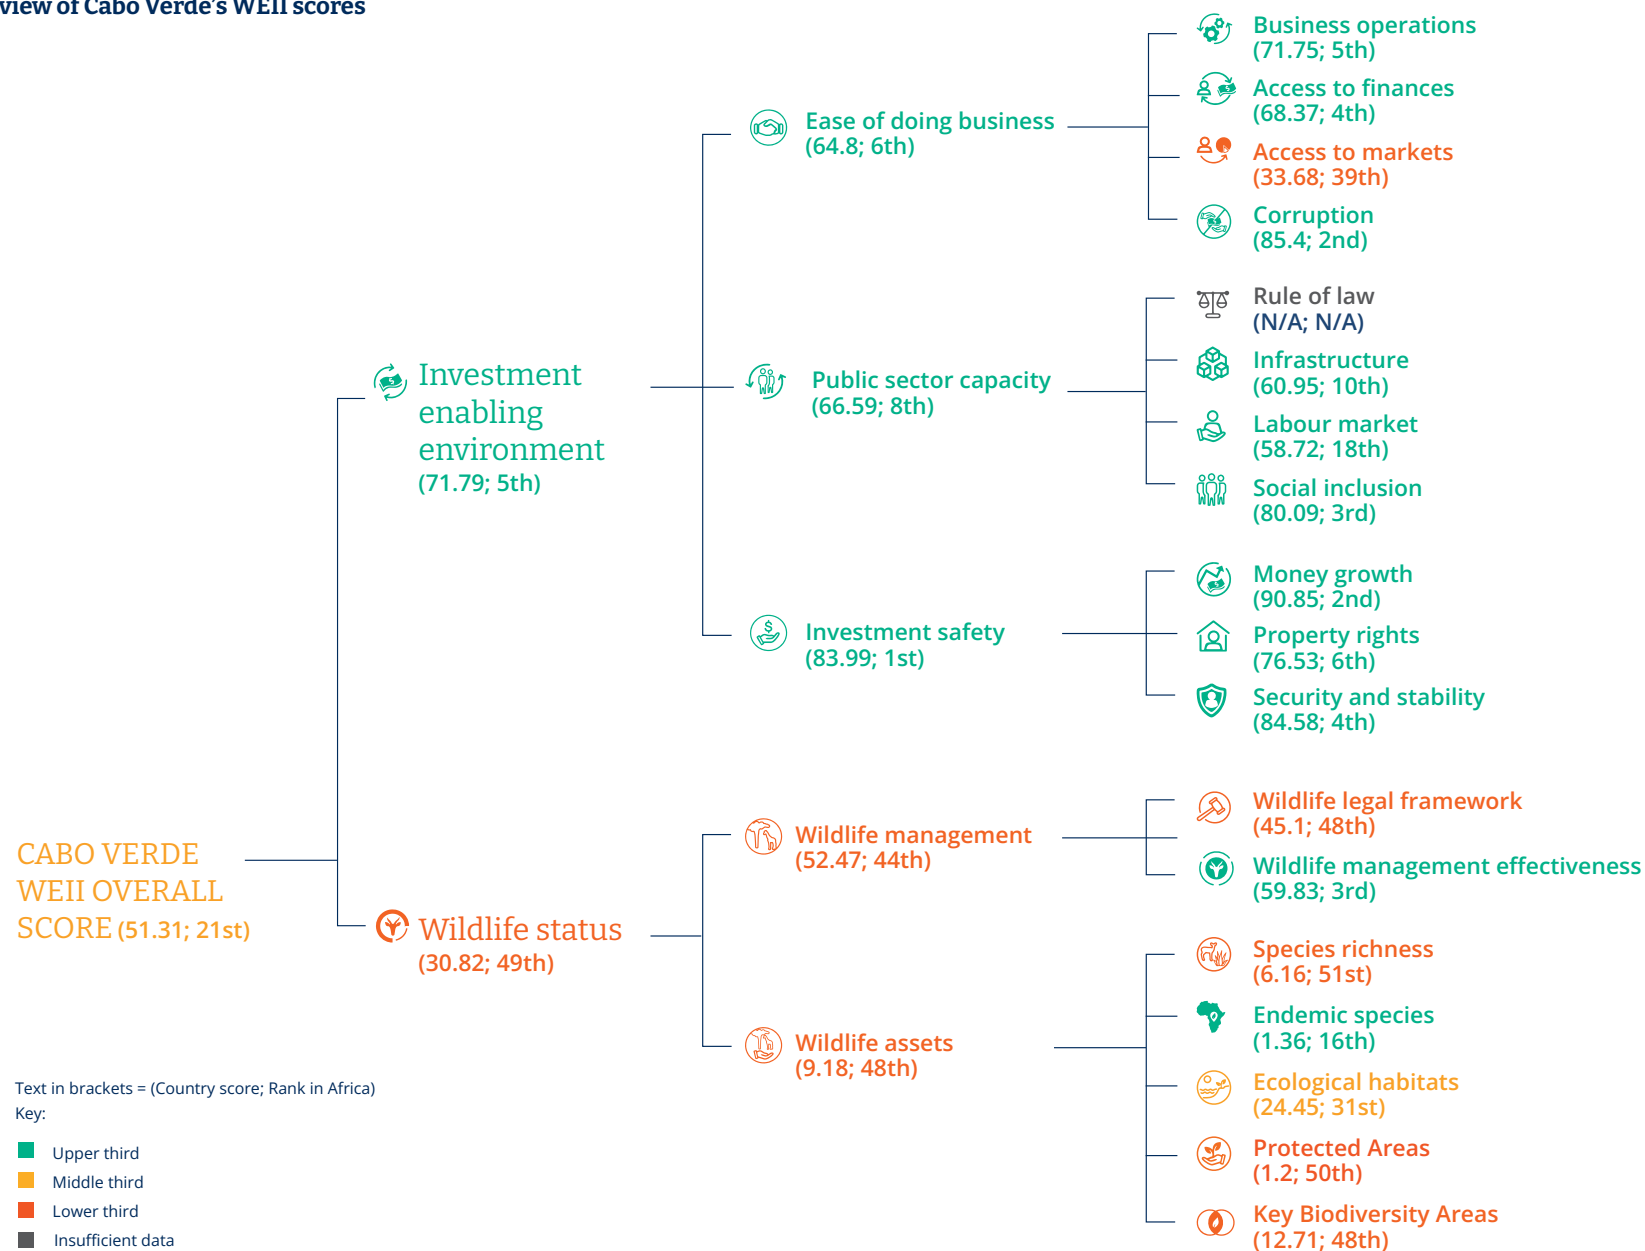 view of Cabo Verde's WEII scores
Business operations
(71.75; 5th)
Access to finances
(68.37; 4th)
Ease of doing business
(64.8; 6th)
Access to markets
(33.68; 39th)
Corruption
(85.4; 2nd)
Rule of law
(N/A; N/A)
Investment
enabling
environment
(71.79; 5th)
Public sector capacity
(66.59; 8th)
Infrastructure
(60.95; 10th)
Labour market
(58.72; 18th)
Social inclusion
(80.09; 3rd)
Money growth
(90.85; 2nd)
Investment safety
(83.99; 1st)
Property rights
(76.53; 6th)
Security and stability
(84.58; 4th)
CABO VERDE
WEII OVERALL
SCORE (51.31; 21st)
Wildlife status
(30.82; 49th)
Wildlife management
(52.47; 44th)
Wildlife legal framework
(45.1; 48th)
Wildlife management effectiveness
(59.83; 3rd)
Species richness
(6.16; 51st)
Wildlife assets
(9.18; 48th)
Endemic species
(1.36; 16th)
Ecological habitats
(24.45; 31st)
Protected Areas
(1.2; 50th)
Key Biodiversity Areas
(12.71; 48th)
Text in brackets = (Country score; Rank in Africa)
Key:
Upper third
Middle third
Lower third
Insufficient data